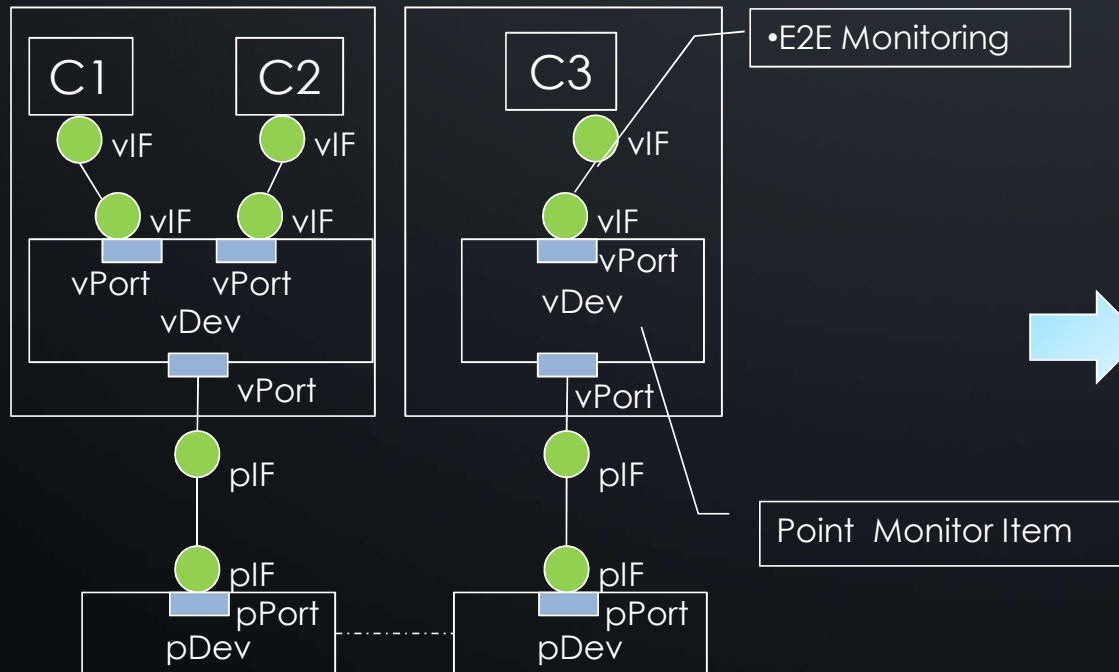 C1
C2
vIF
vIF
vIF
vIF
vPort
vPort
vDev
vPort
pIF
pIF
pPort
pDev
C3
vIF
vIF
vPort
vDev
vPort
pIF
pIF
pPort
pDev
•E2E Monitoring
Point Monitor Item